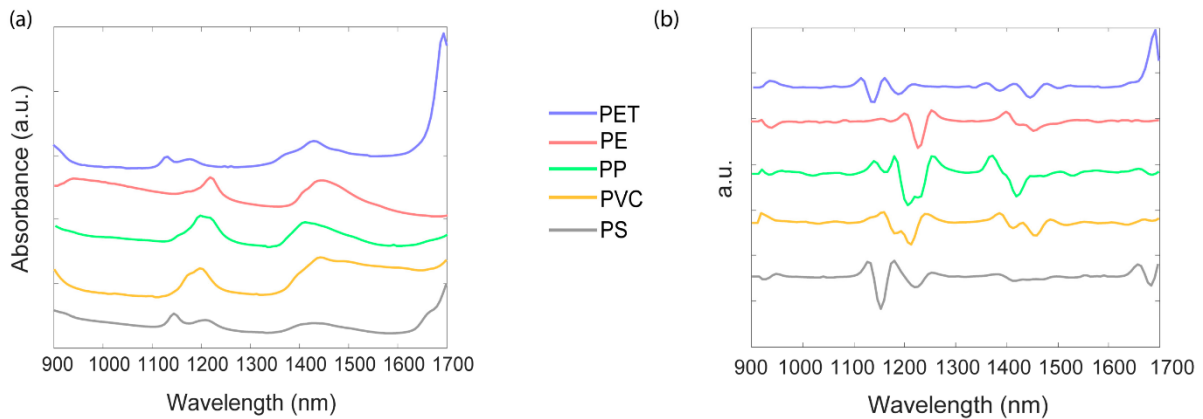 (a)
Absorbance (a.u.)
900 1000 1100 1200 1300 1400 1500 1600 1700
Wavelength (nm)
PET
PE
PP
PVC
PS
(b)
a.u.
900 1000 1100 1200 1300 1400 1500 1600 1700
Wavelength (nm)